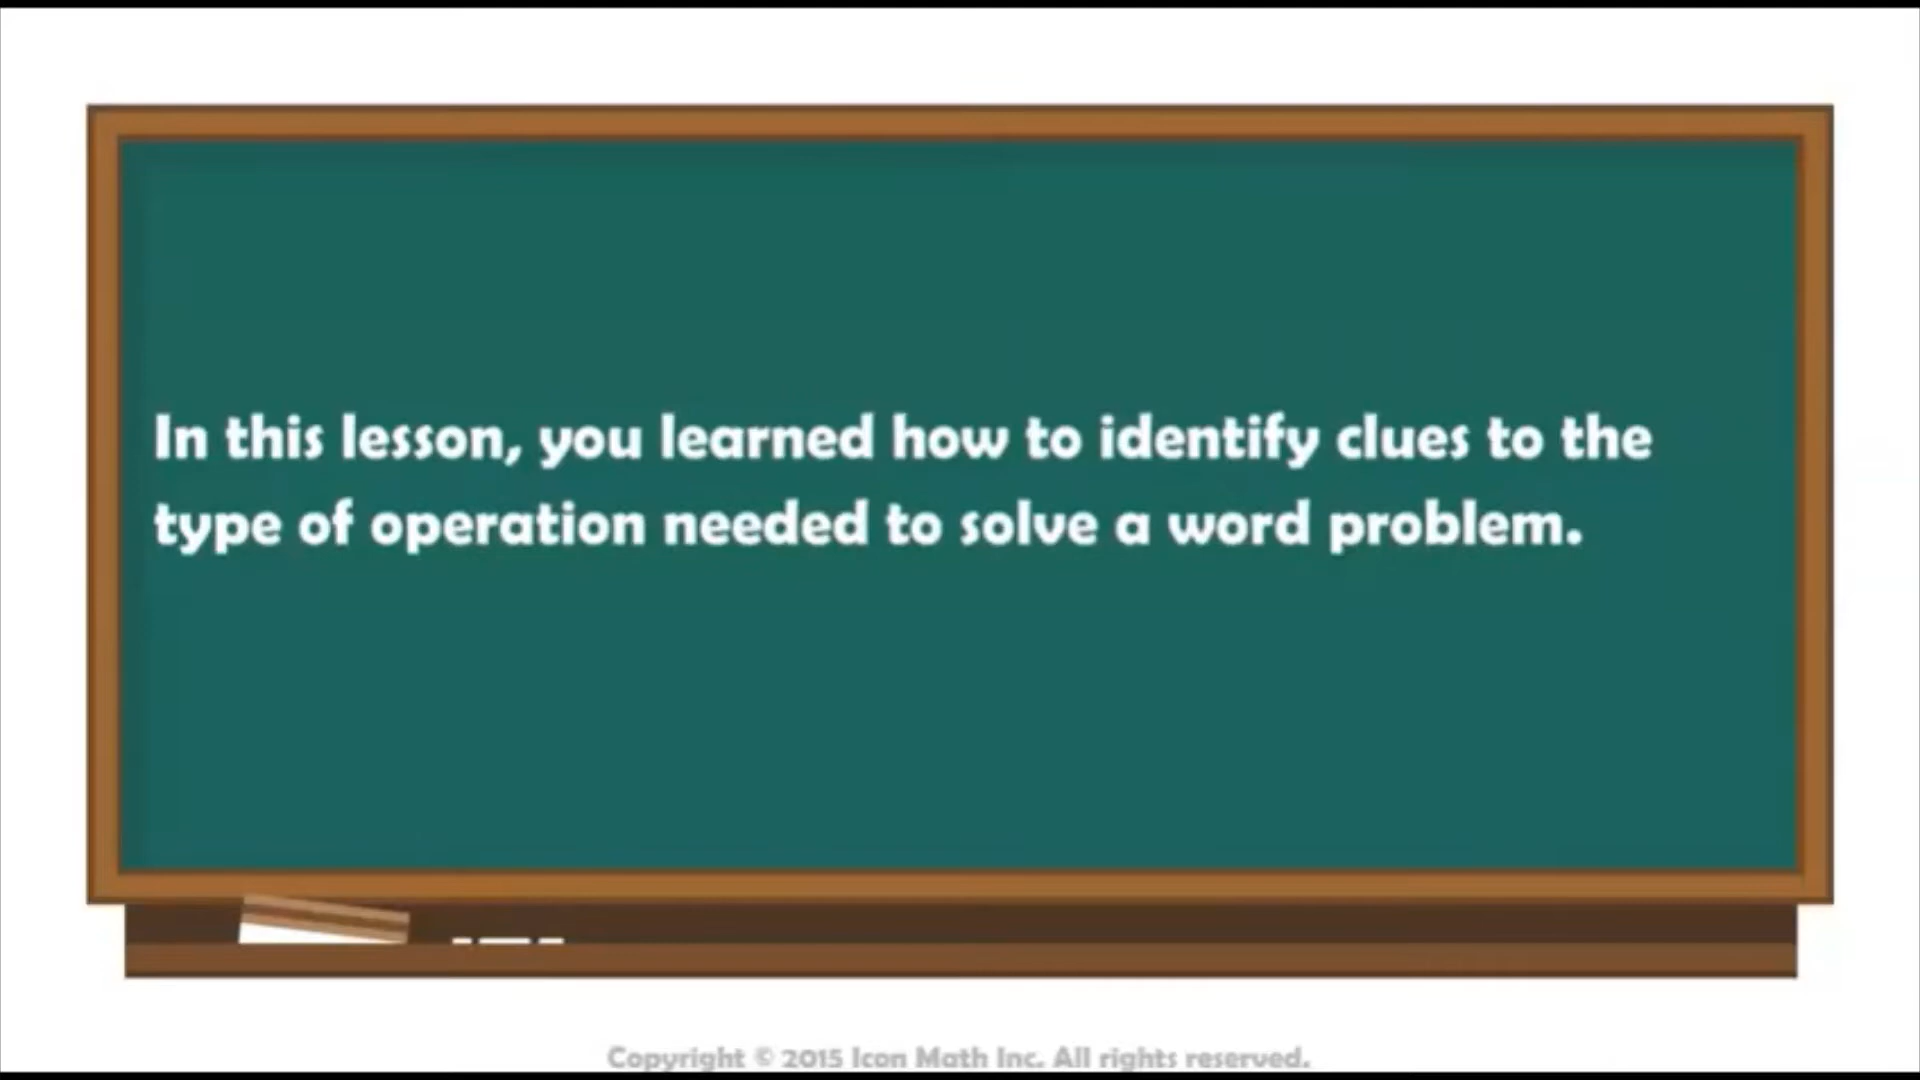 In this lesson, you learned how to identify clues to the
type of operation needed to solve a word problem.
Copyright © 2015 Icon Math Inc. All rights reserved.